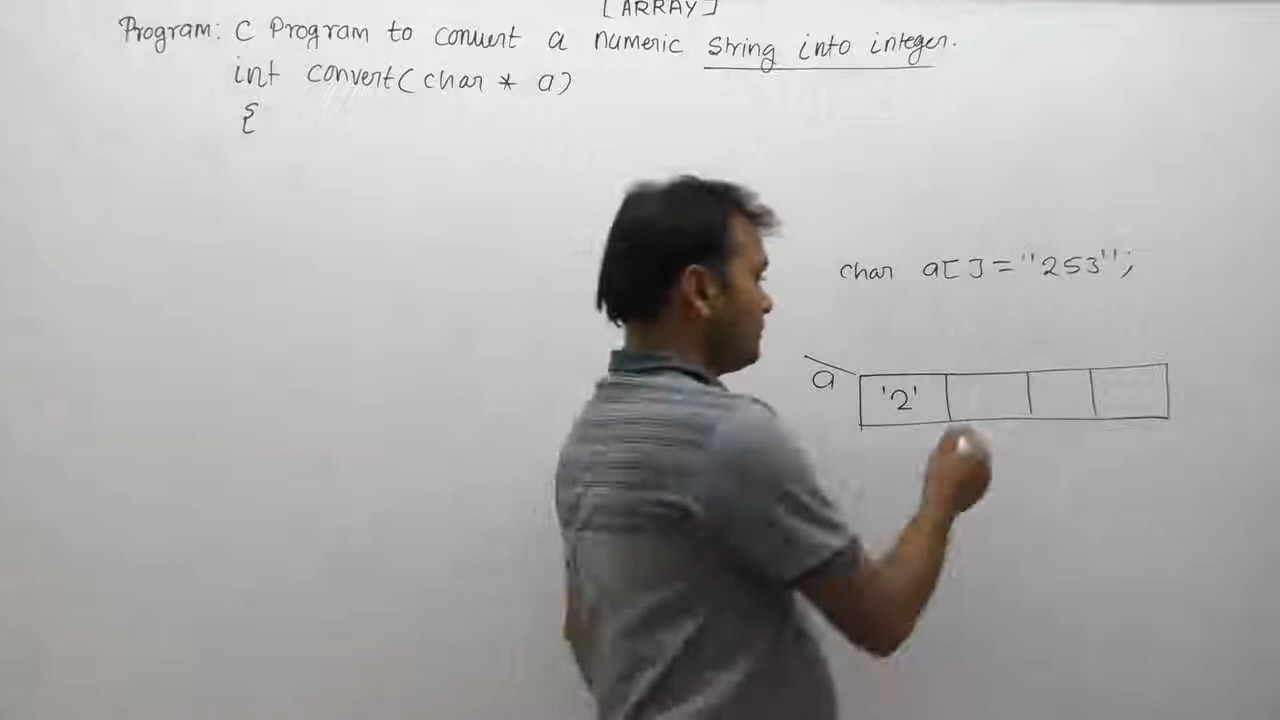 [ARRAY]
Program: C Program to convert a numeric string into integer.
int convert(char * a)
{
char a[]="253";
a '2'